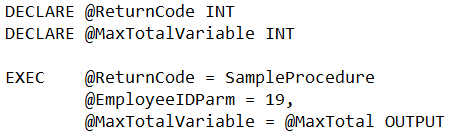 DECLARE @ReturnCode INT
DECLARE @MaxTotalVariable INT
EXEC @ReturnCode = SampleProcedure
@EmployeeIDParm = 19,
@MaxTotalVariable = @MaxTotal OUTPUT